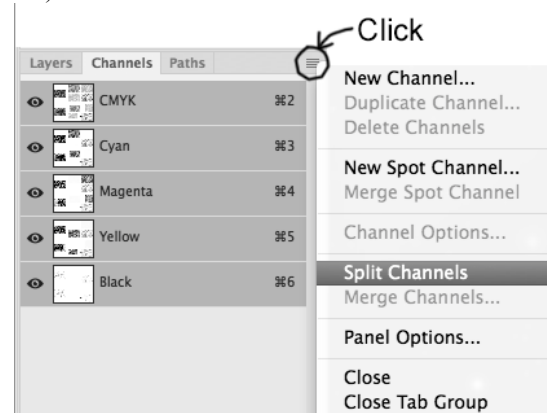 Click
Layers Channels Paths
CMYK ⌘2
Cyan ⌘3
Magenta ⌘4
Yellow ⌘5
Black ⌘6
New Channel...
Duplicate Channel...
Delete Channels
New Spot Channel...
Merge Spot Channel
Channel Options...
Split Channels
Merge Channels...
Panel Options...
Close
Close Tab Group